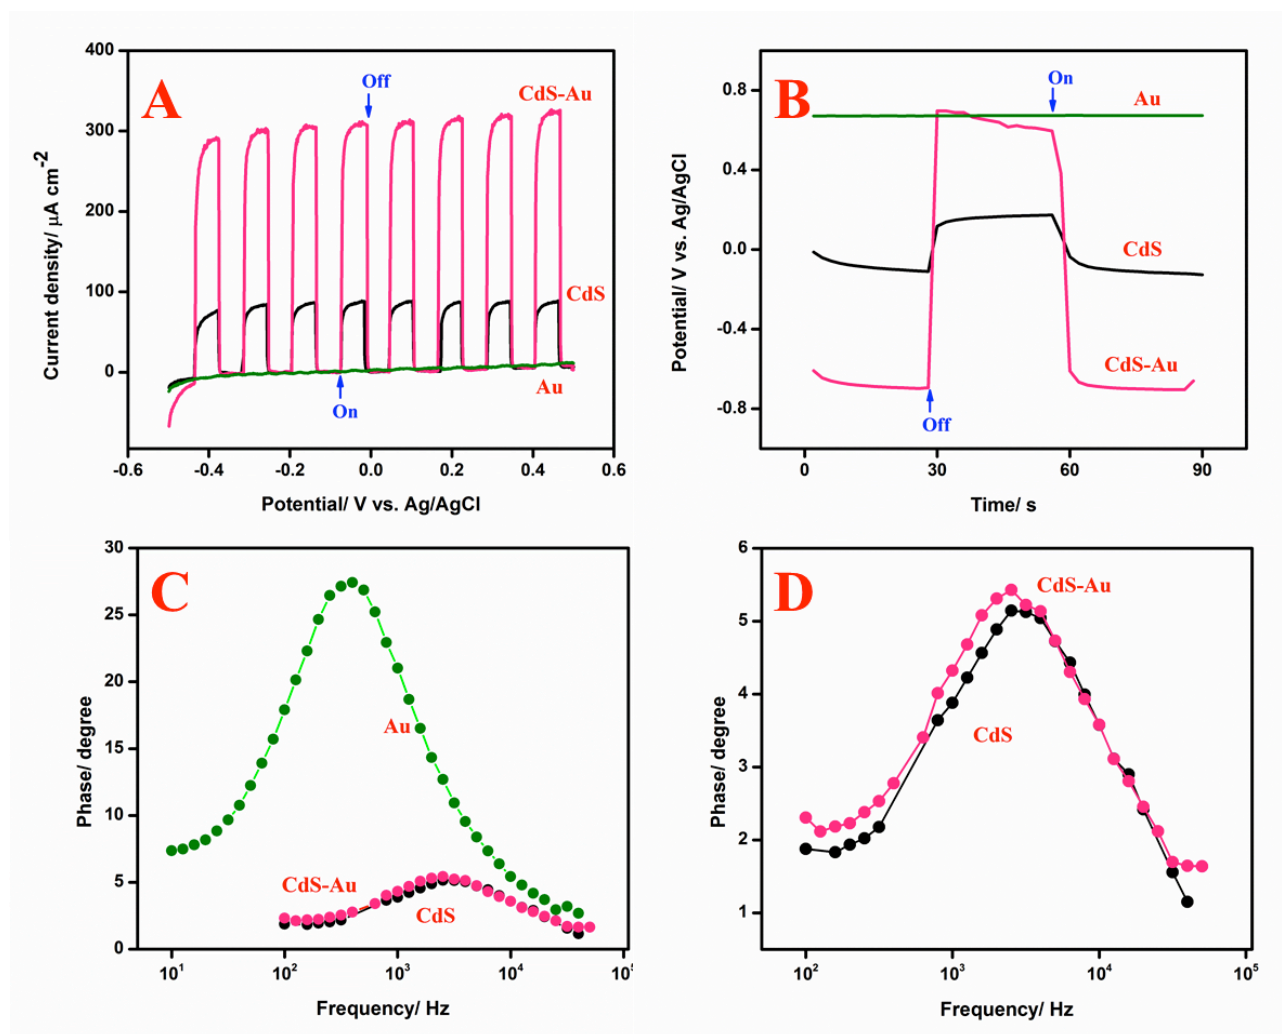 A
Off
CdS-Au
CdS
Au
On
400
300
200
100
0
-0.6
-0.4
-0.2
0.0
0.2
0.4
0.6
Current density/ μA cm-2
Potential/ V vs. Ag/AgCl
B
On
Au
CdS
CdS-Au
Off
0.8
0.4
0.0
-0.4
-0.8
0
30
60
90
Potential/ V vs. Ag/AgCl
Time/ s
C
Au
CdS-Au
CdS
30
25
20
15
10
5
0
10¹
10²
10³
10⁴
10⁵
Phase/ degree
Frequency/ Hz
D
CdS-Au
CdS
6
5
4
3
2
1
10²
10³
10⁴
10⁵
Phase/ degree
Frequency/ Hz